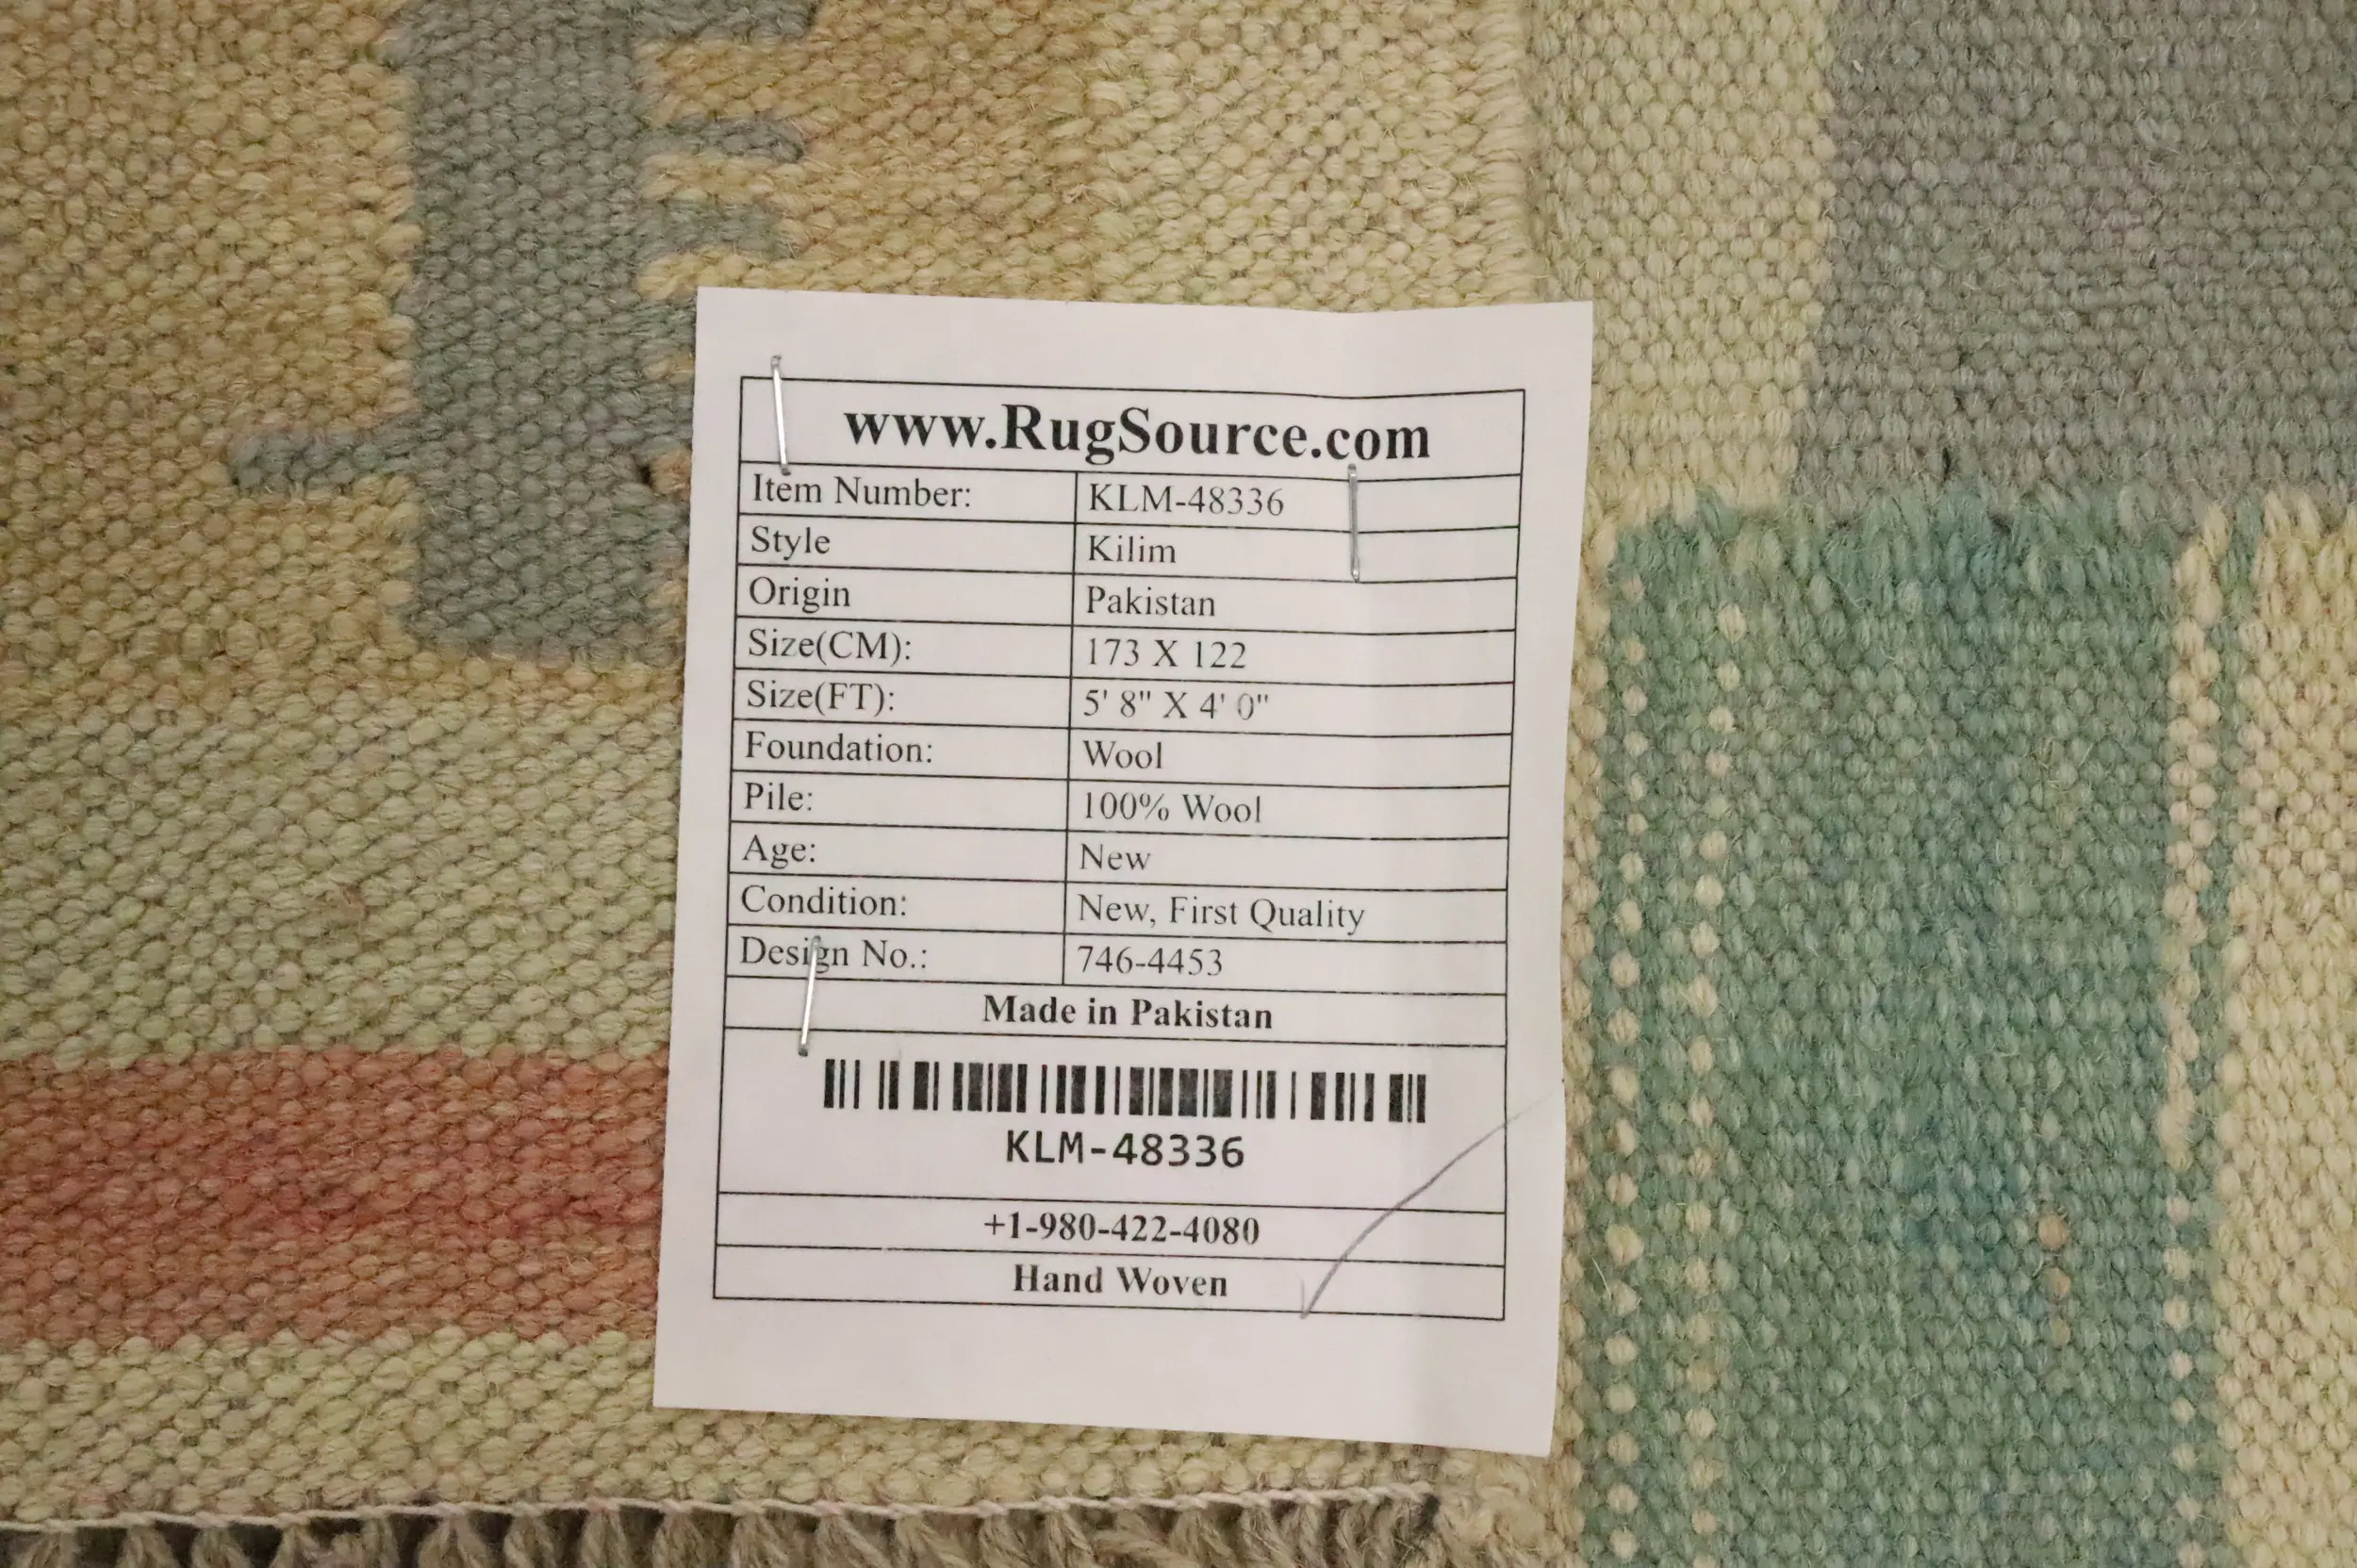 www.RugSource.com
Item Number: KLM-48336
Style Kilim
Origin Pakistan
Size(CM): 173 X 122
Size(FT): 5' 8" X 4' 0"
Foundation: Wool
Pile: 100% Wool
Age: New
Condition: New, First Quality
Design No.: 746-4453
Made in Pakistan
KLM-48336
+1-980-422-4080
Hand Woven